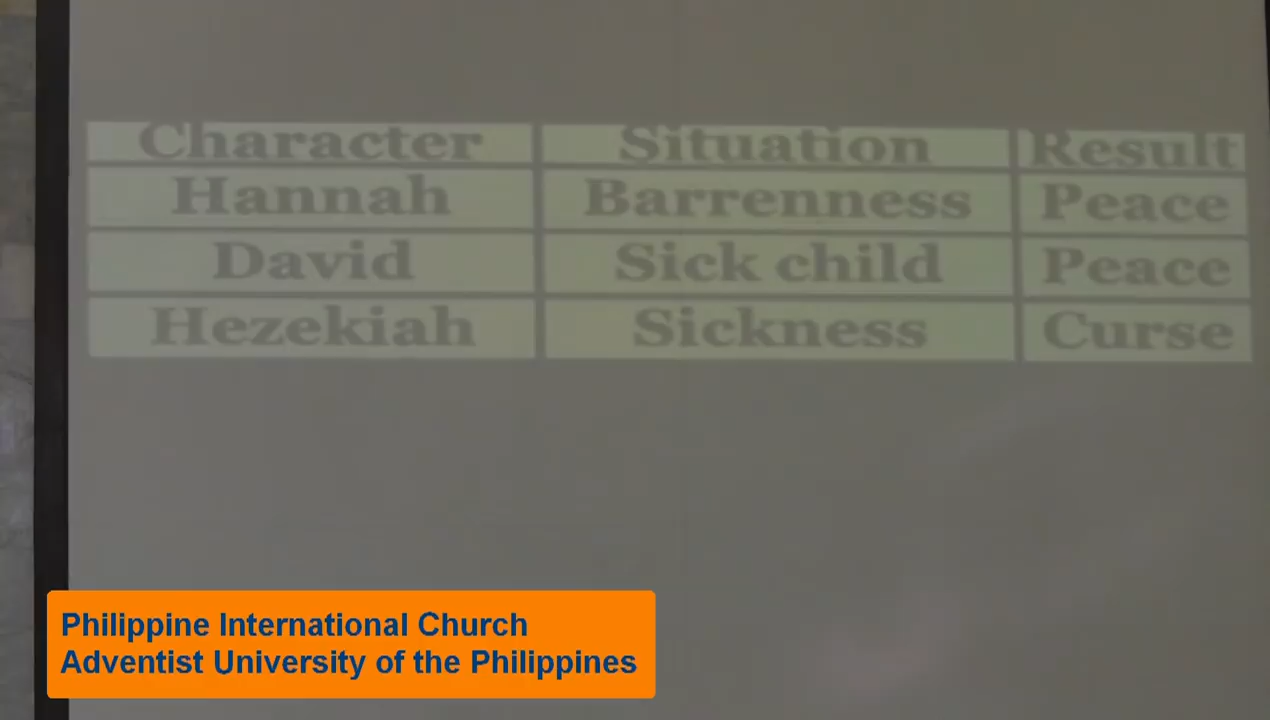 Character Situation Result
Hannah Barrenness Peace
David Sick child Peace
Hezekiah Sickness Curse
Philippine International Church
Adventist University of the Philippines